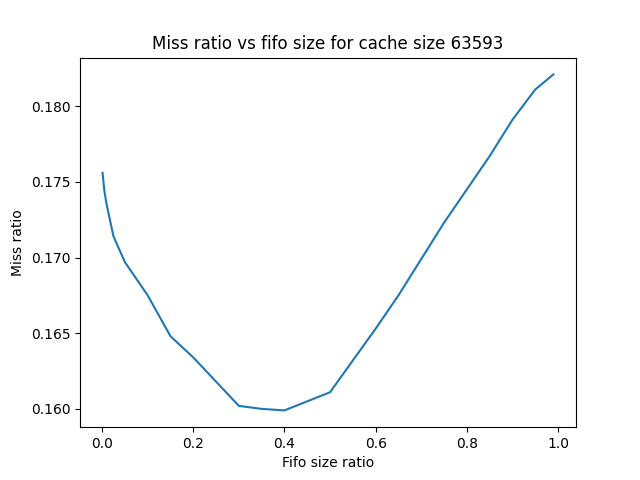 Miss ratio vs fifo size for cache size 63593
0.180
0.175
0.170
0.165
0.160
Miss ratio
0.0 0.2 0.4 0.6 0.8 1.0
Fifo size ratio